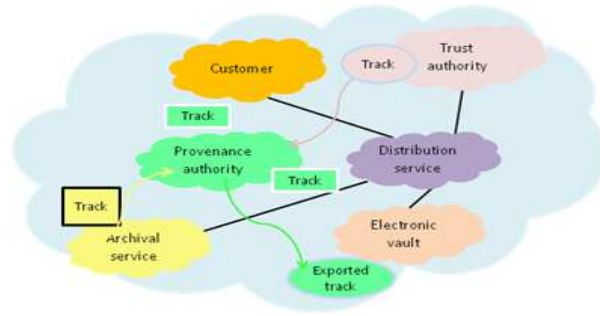 Customer
Track
Trust
authority
Track
Provenance
authority
Distribution
service
Track
Track
Archival
service
Electronic
vault
Exported
track